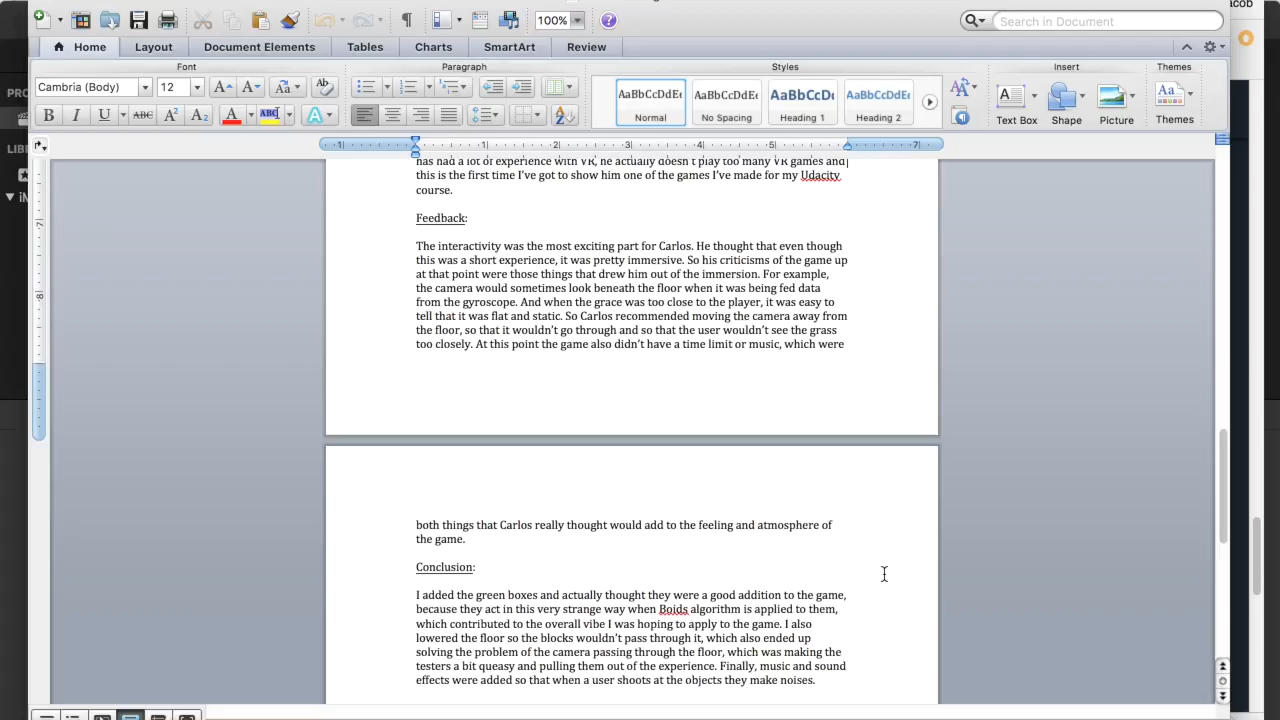 acob
100%
Search in Document
Home Layout Document Elements Tables Charts SmartArt Review
Font Paragraph Styles Insert Themes
Cambria (Body) 12
AaBbCcDdEe AaBbCcDdEe AaBbCcDd AaBbCcDdEe
Normal No Spacing Heading 1 Heading 2
Text Box Shape Picture Themes
PRO
LIB
has had a lot of experience with VR, he actually doesn't play too many VR games and
this is the first time I've got to show him one of the games I've made for my Udacity
course.
Feedback:
The interactivity was the most exciting part for Carlos. He thought that even though
this was a short experience, it was pretty immersive. So his criticisms of the game up
at that point were those things that drew him out of the immersion. For example,
the camera would sometimes look beneath the floor when it was being fed data
from the gyroscope. And when the grace was too close to the player, it was easy to
tell that it was flat and static. So Carlos recommended moving the camera away from
the floor, so that it wouldn't go through and so that the user wouldn't see the grass
too closely. At this point the game also didn't have a time limit or music, which were
both things that Carlos really thought would add to the feeling and atmosphere of
the game.
Conclusion:
I added the green boxes and actually thought they were a good addition to the game,
because they act in this very strange way when Boids algorithm is applied to them,
which contributed to the overall vibe I was hoping to apply to the game. I also
lowered the floor so the blocks wouldn't pass through it, which also ended up
solving the problem of the camera passing through the floor, which was making the
testers a bit queasy and pulling them out of the experience. Finally, music and sound
effects were added so that when a user shoots at the objects they make noises.